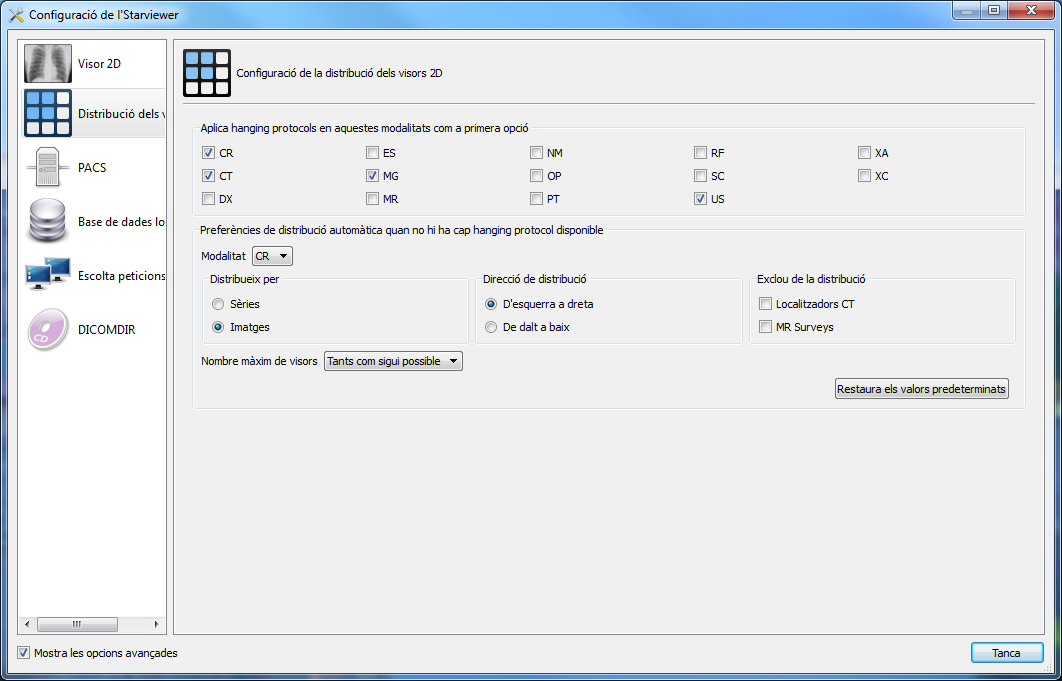 Configuració de l'Starviewer
Visor 2D
Distribució dels v
PACS
Base de dades lo
Escolta peticions
CD
DICOMDIR
Configuració de la distribució dels visors 2D
Aplica hanging protocols en aquestes modalitats com a primera opció
CR ES NM RF XA
CT MG OP SC XC
DX MR PT US
Preferències de distribució automàtica quan no hi ha cap hanging protocol disponible
Modalitat CR
Distribueix per
Sèries
Imatges
Direcció de distribució
D'esquerra a dreta
De dalt a baix
Exclou de la distribució
Localitzadors CT
MR Surveys
Nombre màxim de visors Tants com sigui possible
Restaura els valors predeterminats
Mostra les opcions avançades
Tanca